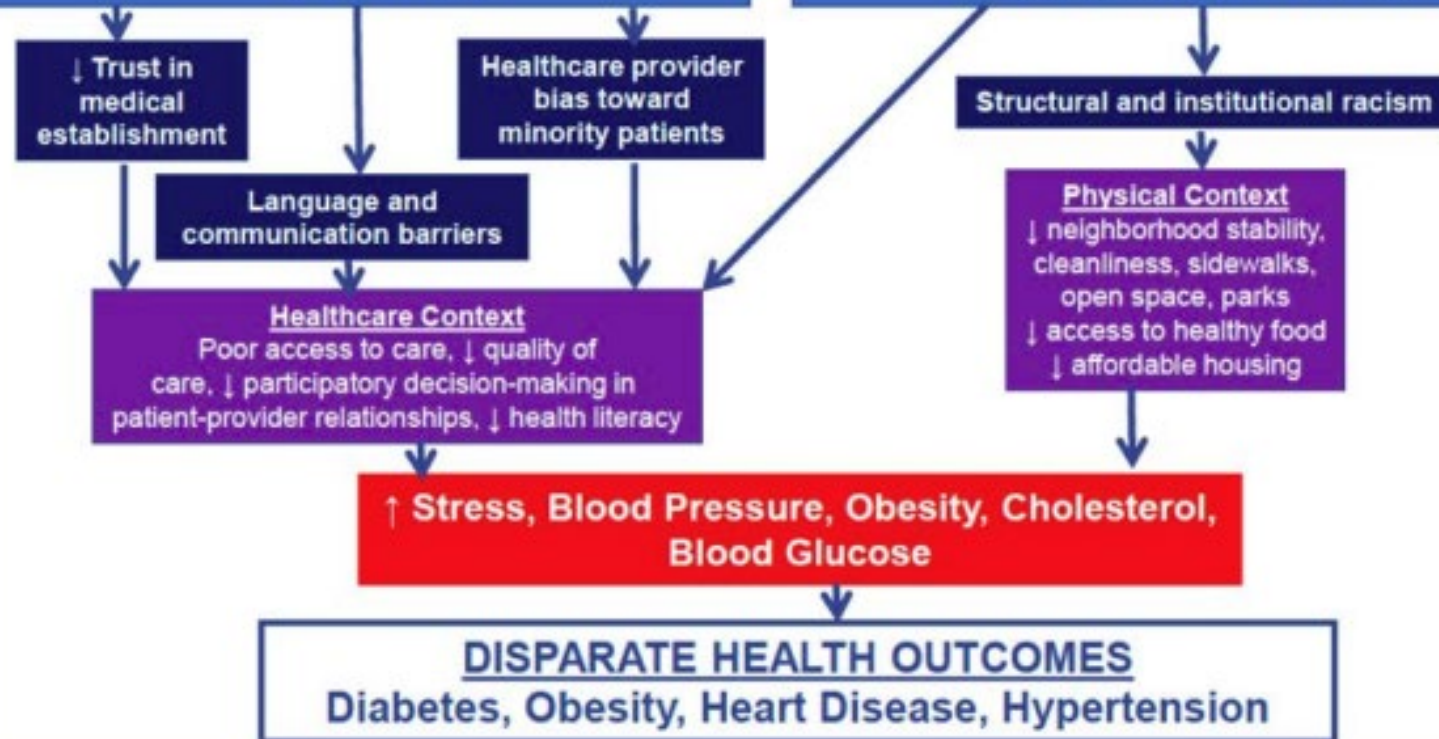 ↓ Trust in
medical
establishment
Healthcare provider
bias toward
minority patients
Structural and institutional racism
Language and
communication barriers
Physical Context
↓ neighborhood stability,
cleanliness, sidewalks,
open space, parks
↓ access to healthy food
↓ affordable housing
Healthcare Context
Poor access to care, ↓ quality of
care, ↓ participatory decision-making in
patient-provider relationships, ↓ health literacy
↑ Stress, Blood Pressure, Obesity, Cholesterol,
Blood Glucose
DISPARATE HEALTH OUTCOMES
Diabetes, Obesity, Heart Disease, Hypertension